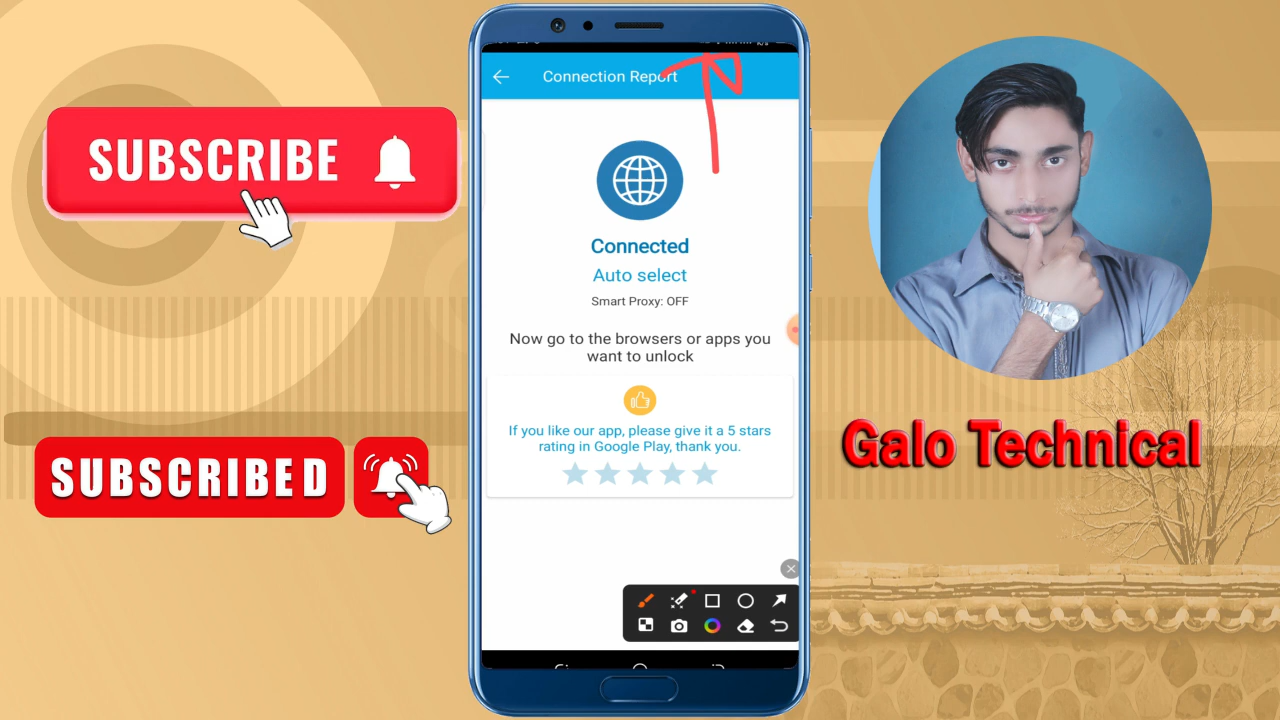 SUBSCRIBE
SUBSCRIBED
Connection Report
Connected
Auto select
Smart Proxy: OFF
Now go to the browsers or apps you
want to unlock
If you like our app, please give it a 5 stars
rating in Google Play, thank you.
Galo Technical